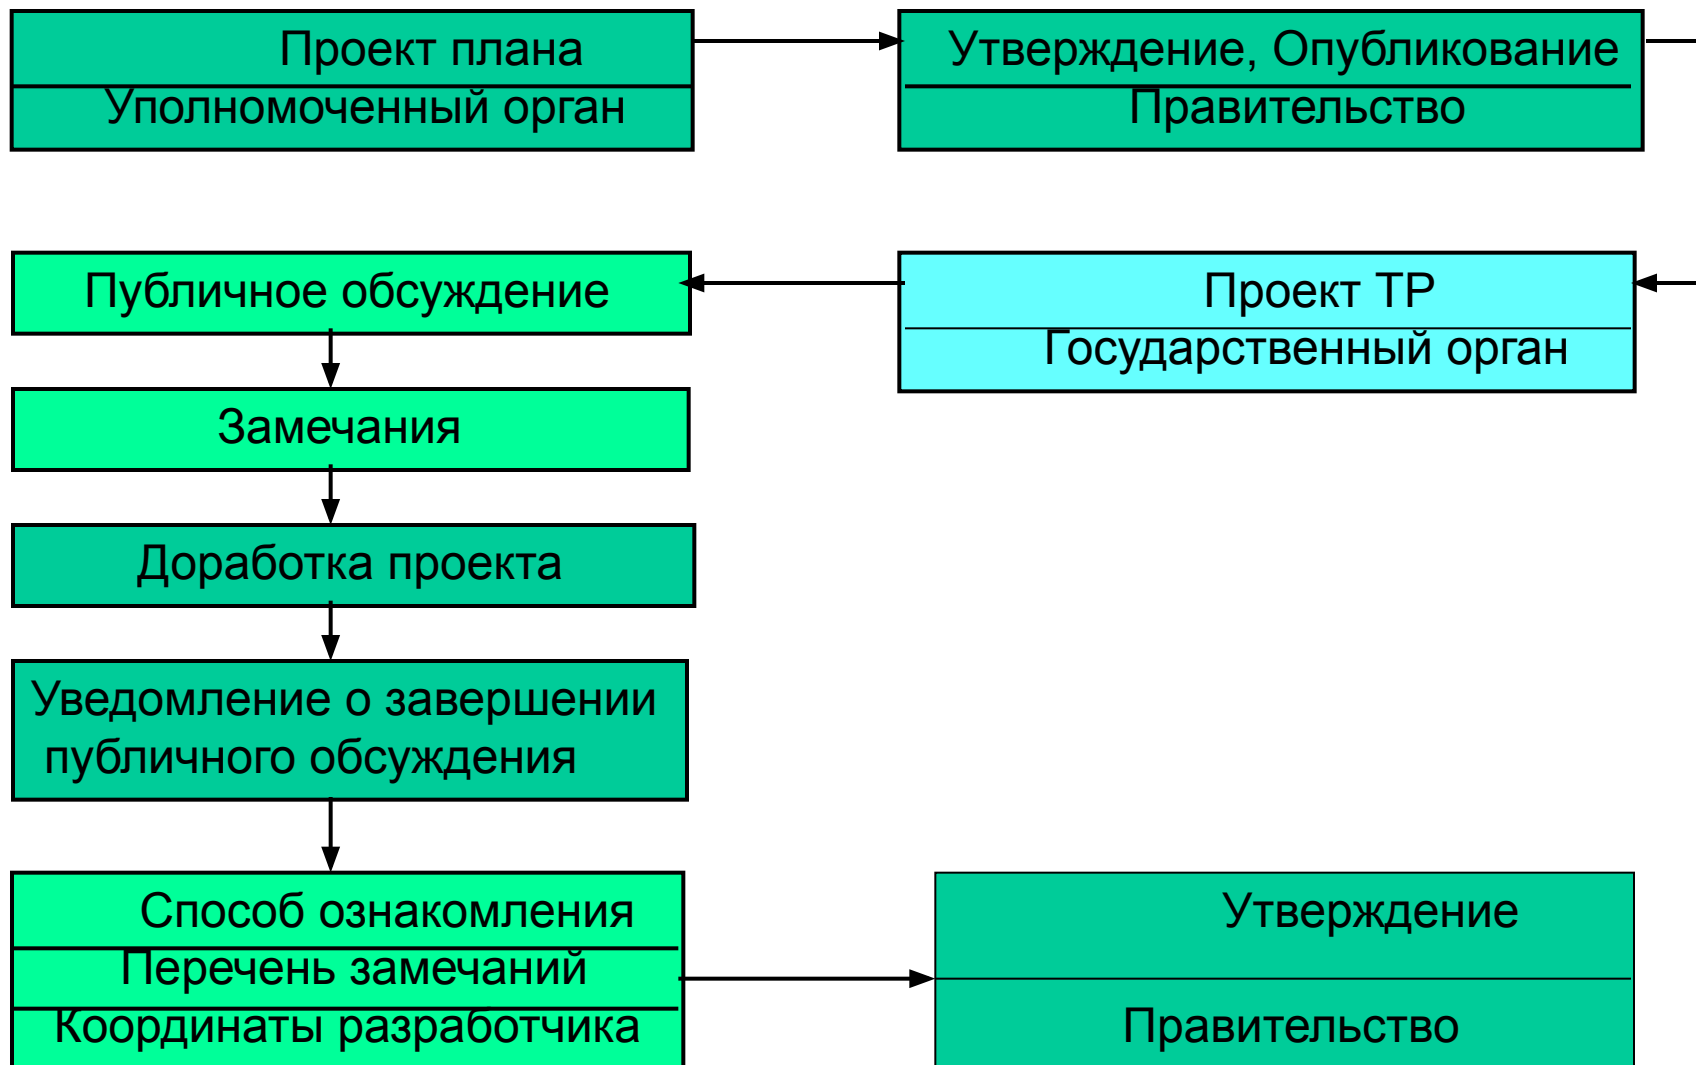 Проект плана
Уполномоченный орган
Утверждение, Опубликование
Правительство
Проект ТР
Государственный орган
Публичное обсуждение
Замечания
Доработка проекта
Уведомление о завершении
публичного обсуждения
Способ ознакомления
Перечень замечаний
Координаты разработчика
Утверждение
Правительство